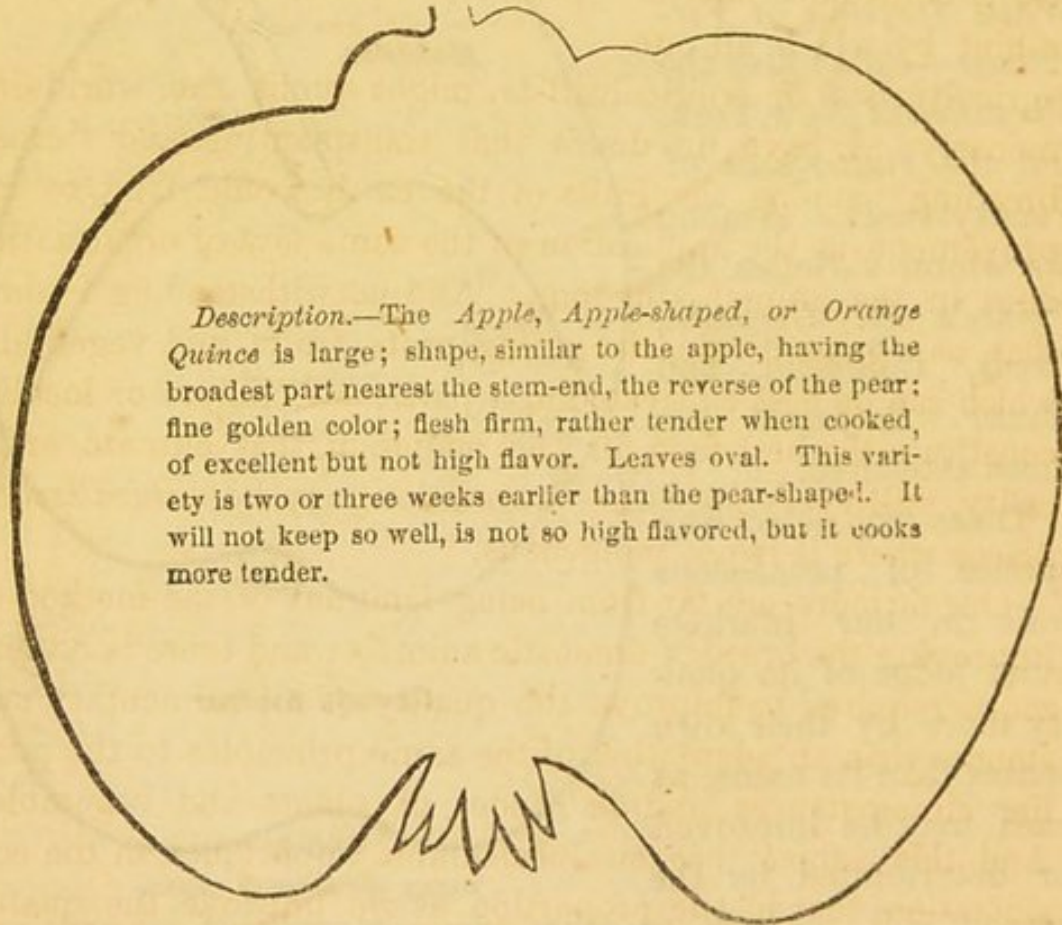 Description.—The Apple, Apple-shaped, or Orange
Quince is large; shape, similar to the apple, having the
broadest part nearest the stem-end, the reverse of the pear;
fine golden color; flesh firm, rather tender when cooked,
of excellent but not high flavor. Leaves oval. This vari-
ety is two or three weeks earlier than the pear-shaped. It
will not keep so well, is not so high flavored, but it cooks
more tender.